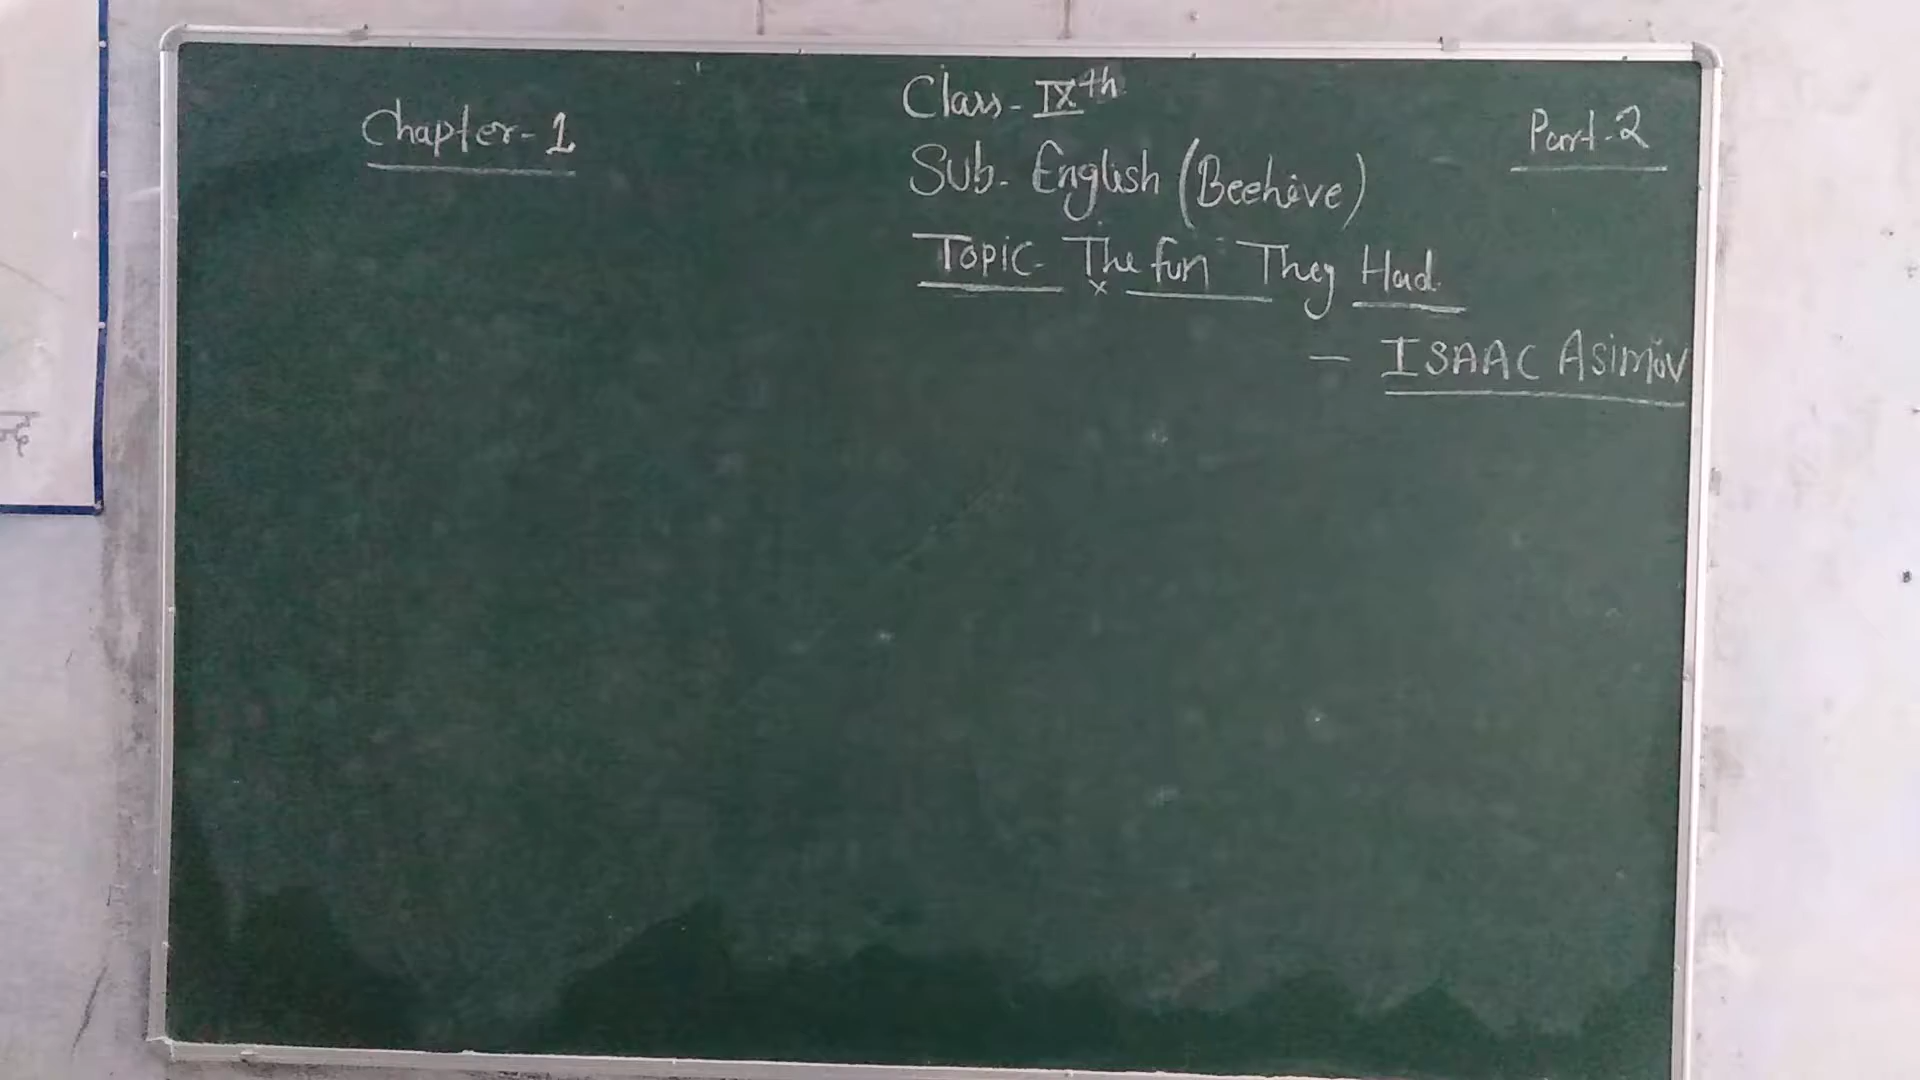 Chapter-1
Class- IXth
Sub- English (Beehive)
Part-2
Topic- The fun They Had.
- ISAAC Asimov